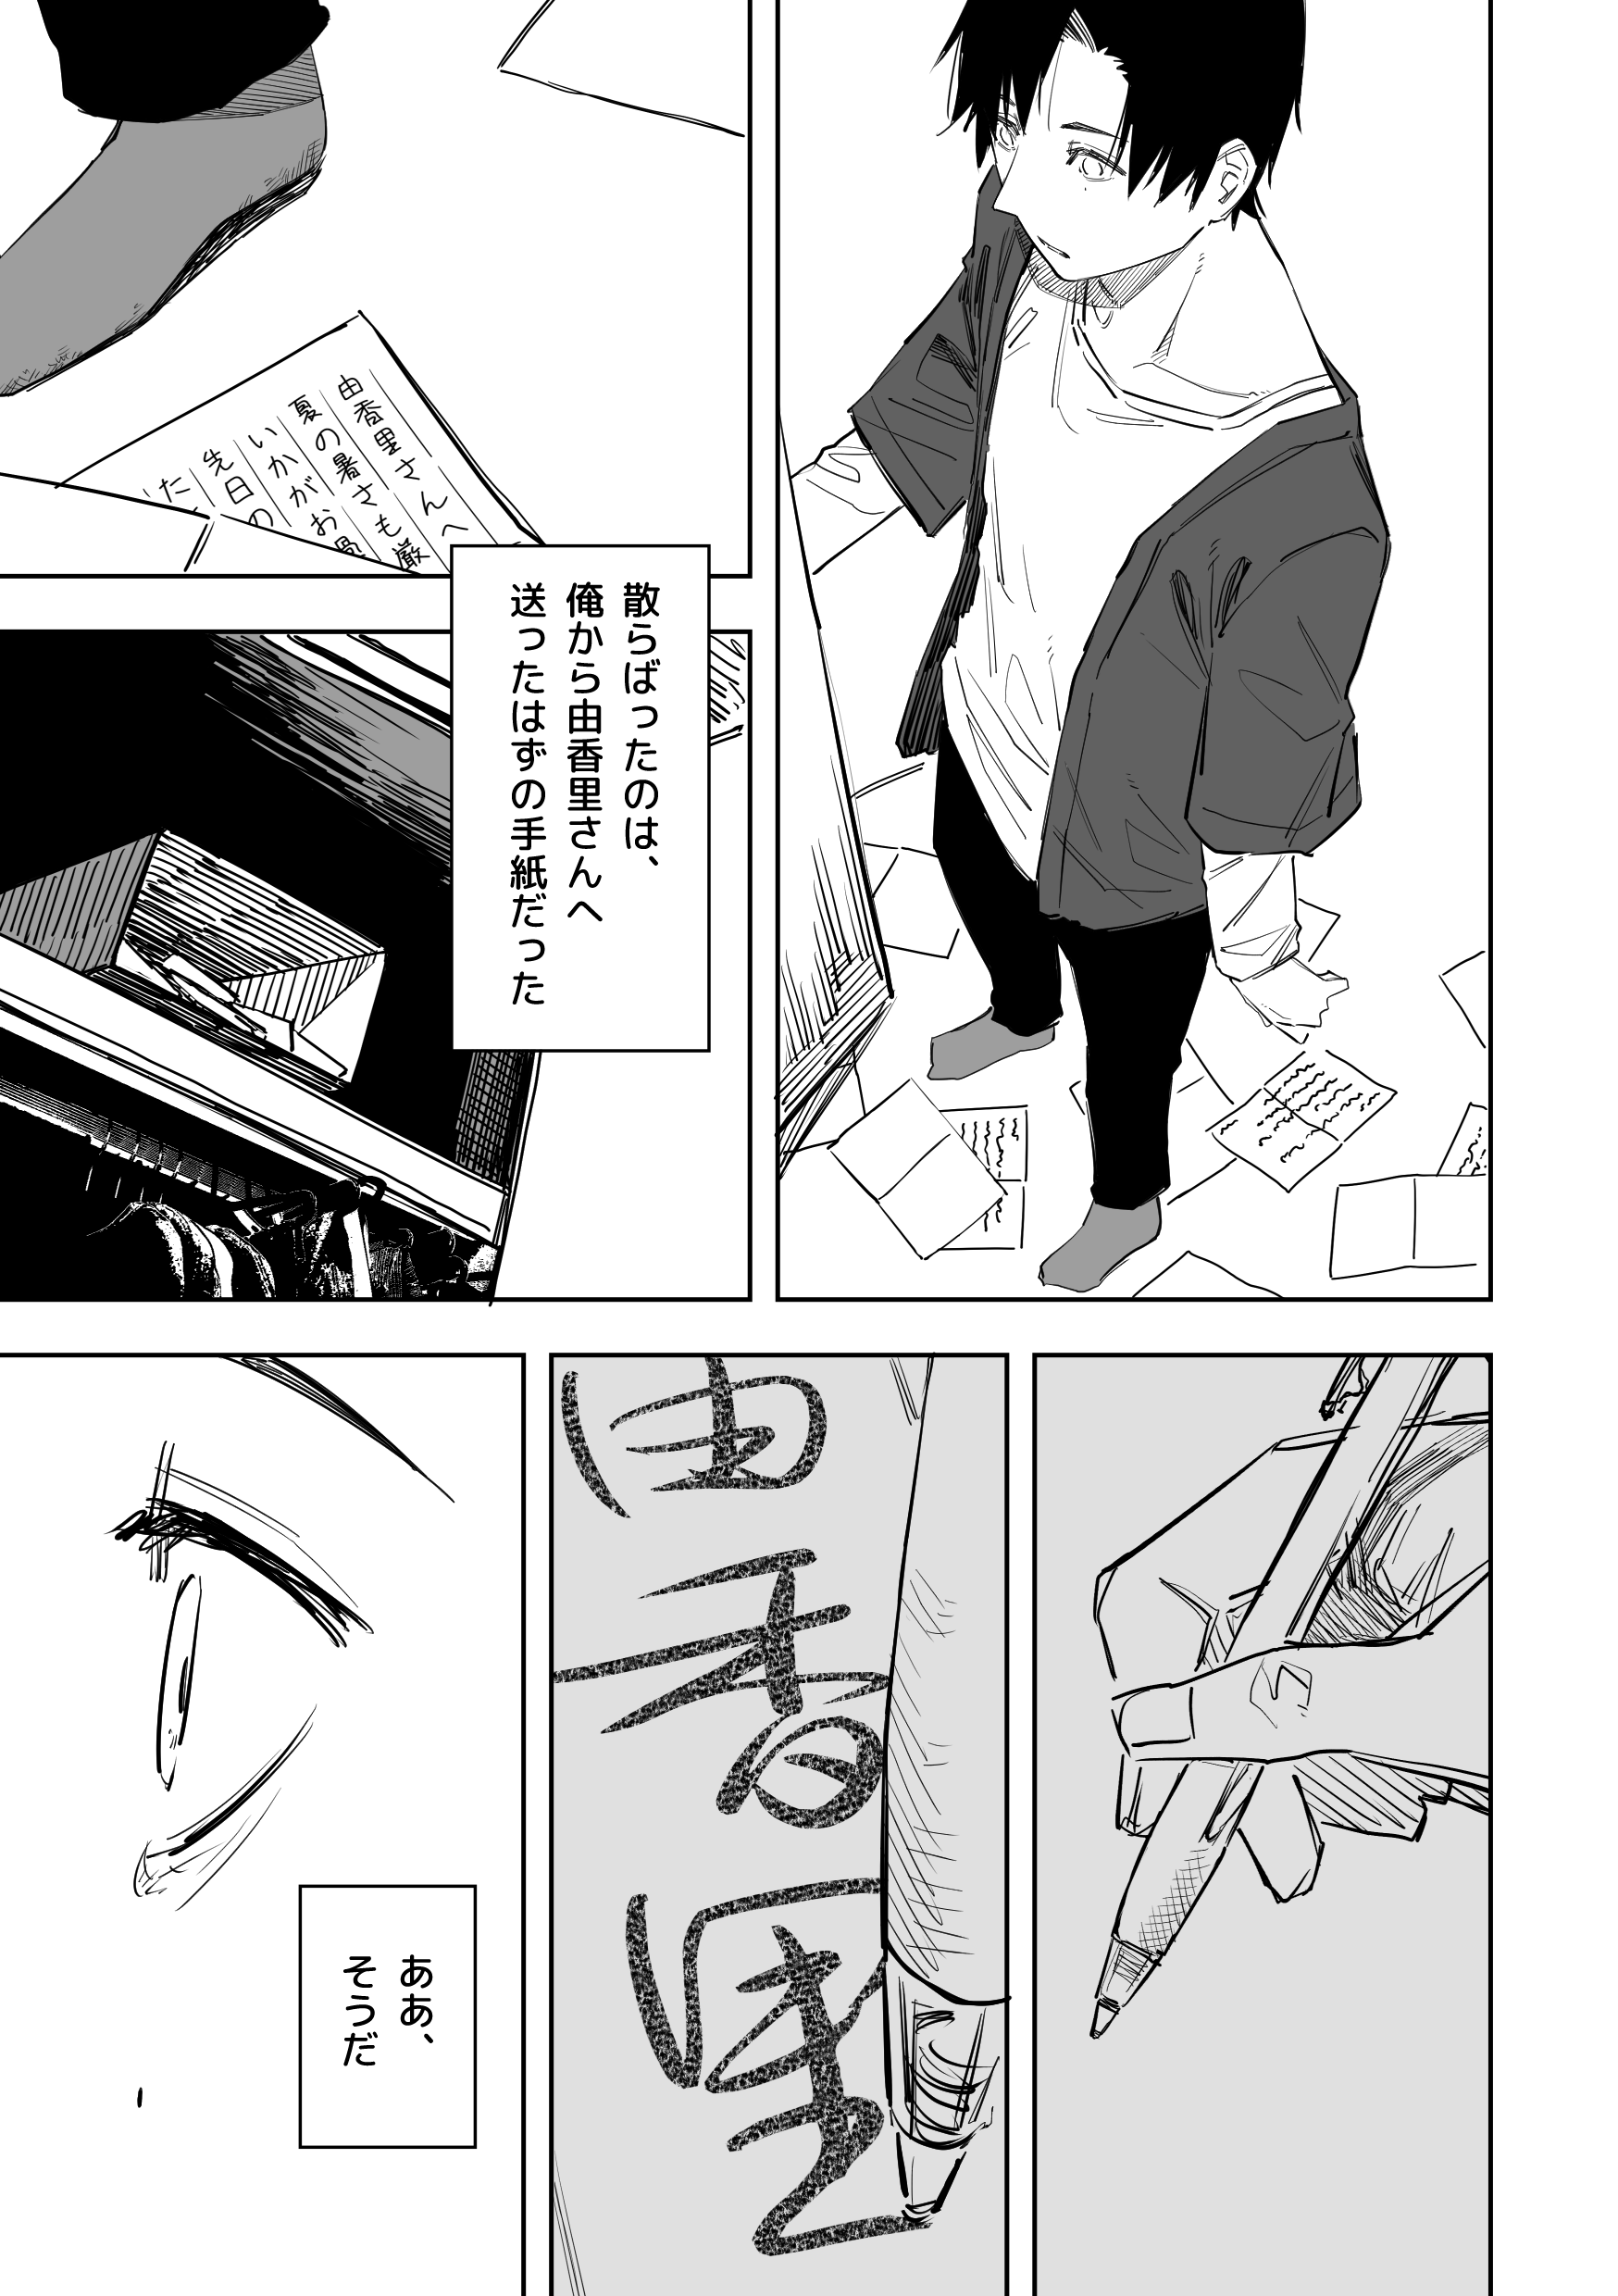 由香里さんへ
夏の暑さも厳
いかがお過
先日の
た
散らばったのは、
俺から由香里さんへ
送ったはずの手紙だった
由香里
ああ、
そうだ